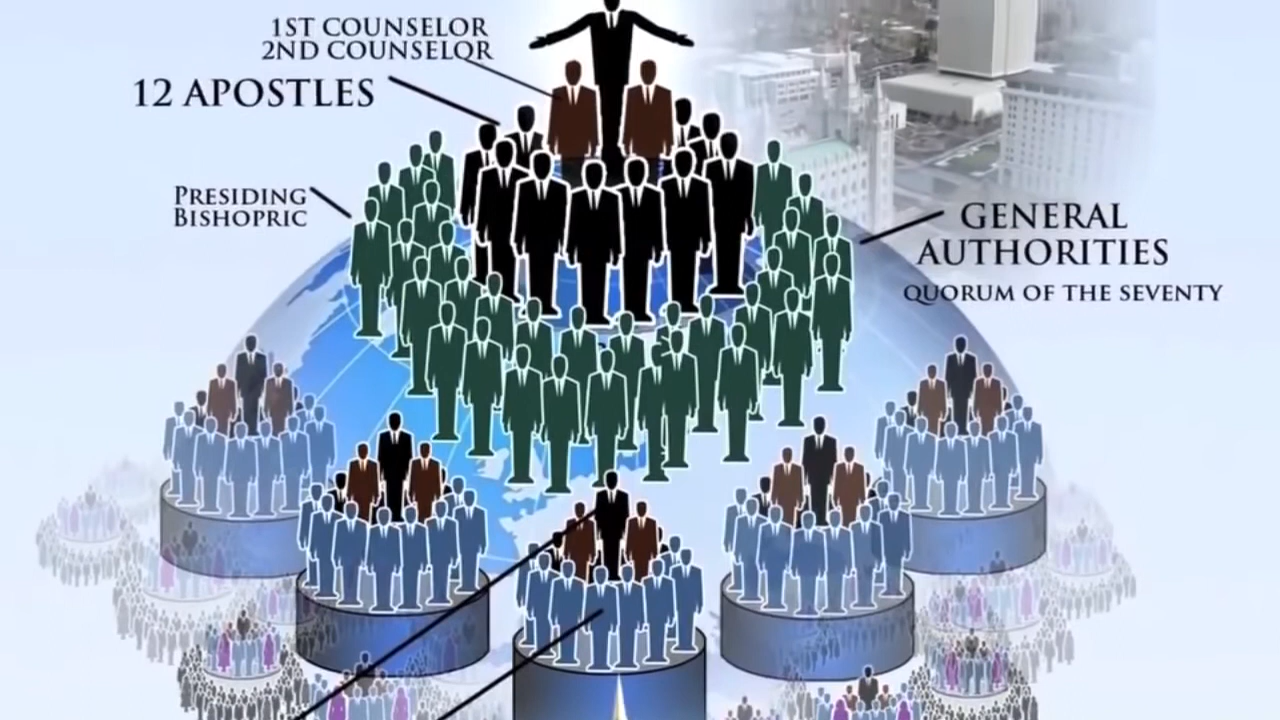 1ST COUNSELOR
2ND COUNSELOR
12 APOSTLES
PRESIDING
BISHOPRIC
GENERAL
AUTHORITIES
QUORUM OF THE SEVENTY